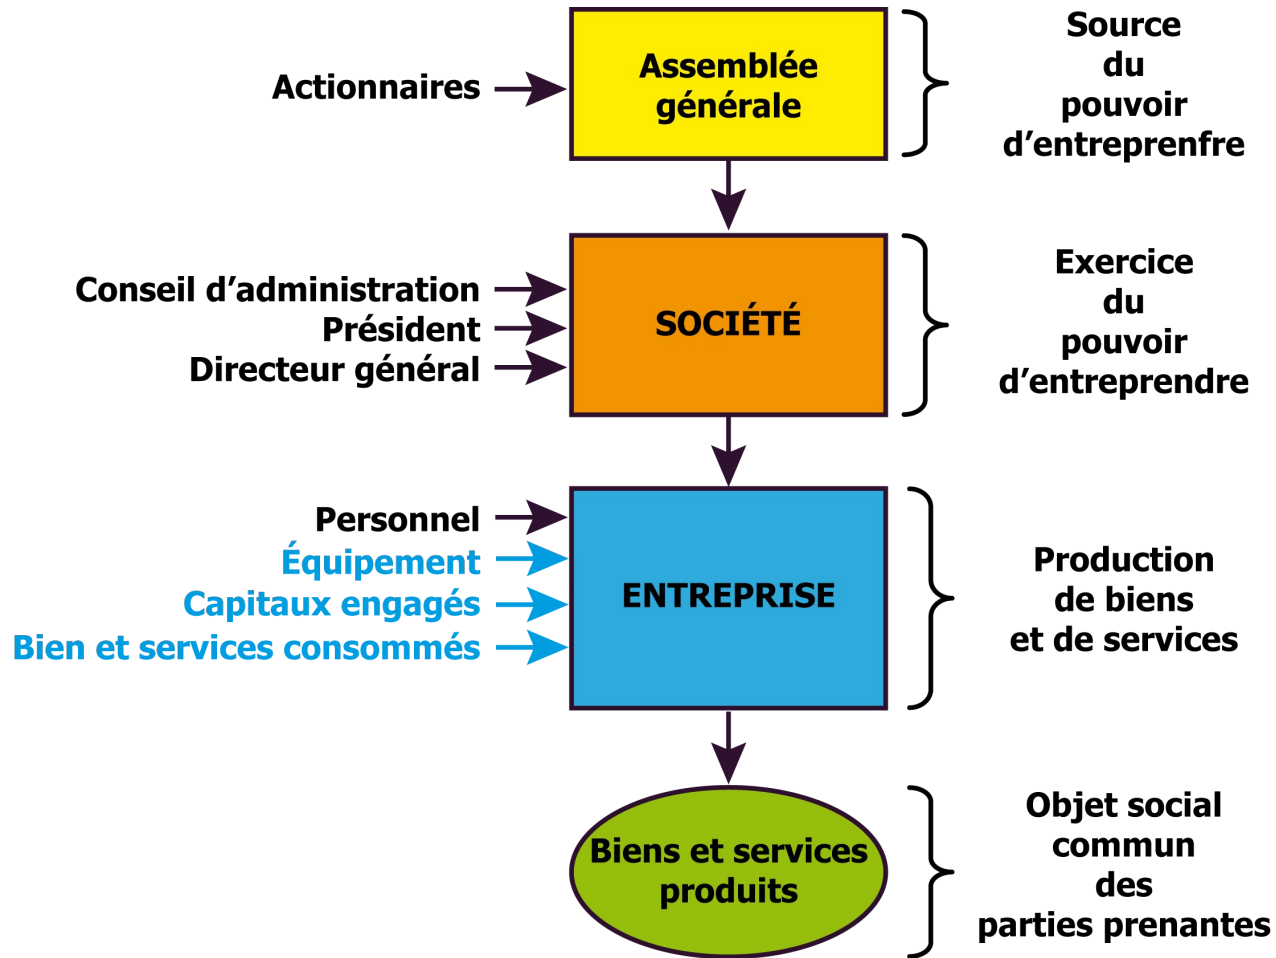 Actionnaires
Assemblée
générale
Source
du
pouvoir
d’entreprenfre
Conseil d’administration
Président
Directeur général
SOCIÉTÉ
Exercice
du
pouvoir
d’entreprendre
Personnel
Équipement
Capitaux engagés
Bien et services consommés
ENTREPRISE
Production
de biens
et de services
Biens et services
produits
Objet social
commun
des
parties prenantes